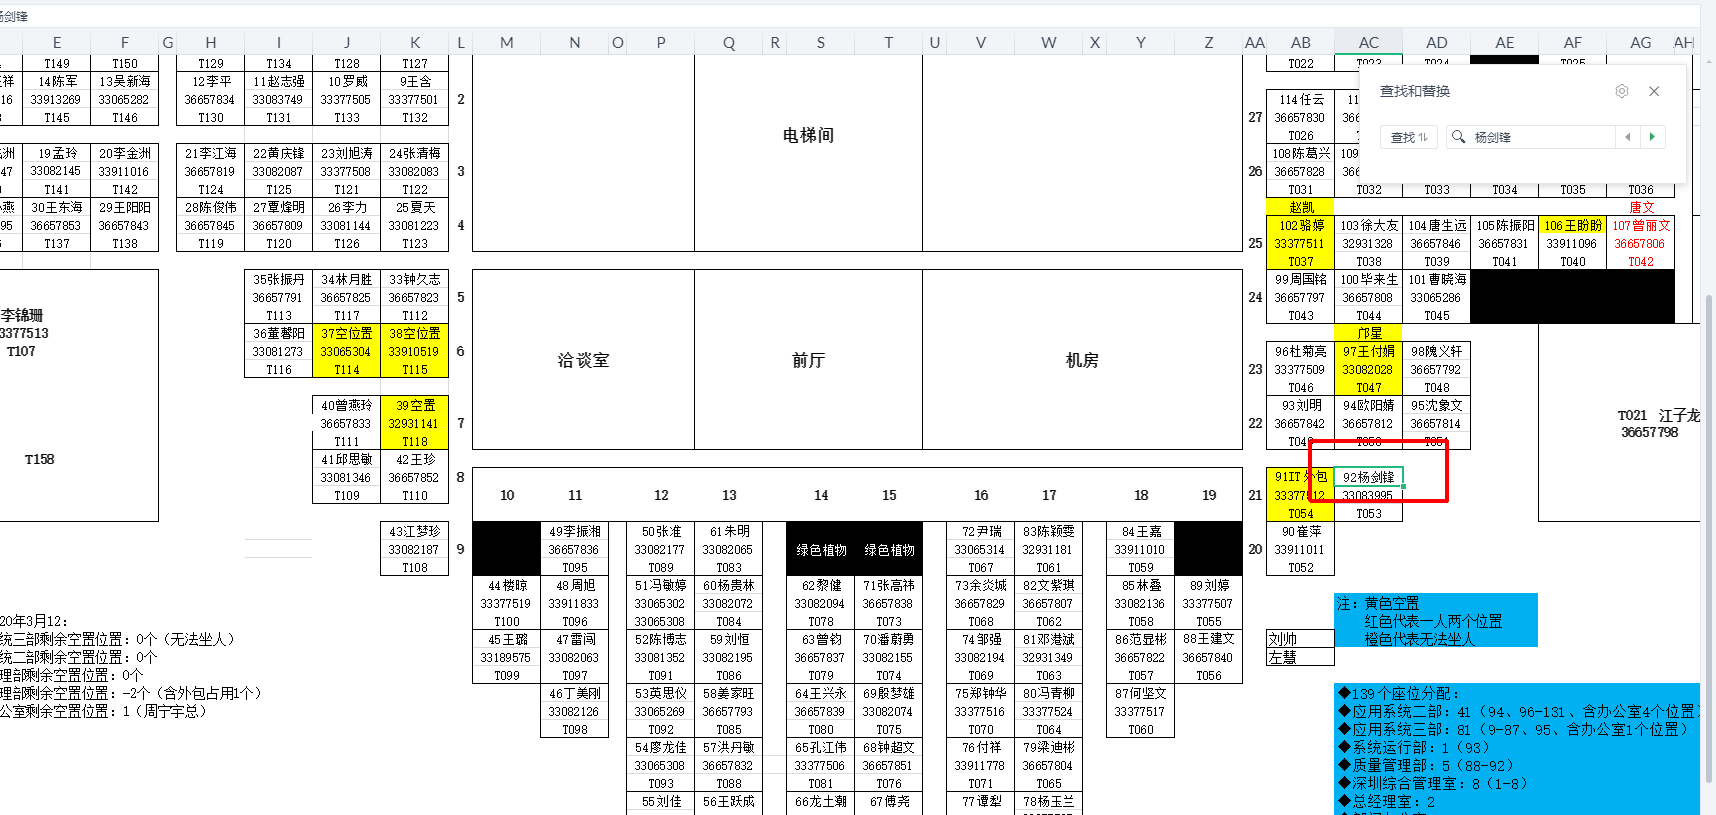 杨剑锋
E F G H I J K L M N O P Q R S T U V W X Y Z AA AB AC AD AE AF AG AH
T149 T150 T129 T134 T128 T127 T022 T023 T024 T025
14陈军 13吴新海 12李平 11赵志强 10罗威 9王含
16 33913269 33065282 36657834 33083749 33377505 33377501 2
T145 T146 T130 T131 T133 T132
19孟玲 20李金洲 21李江海 22黄庆锋 23刘旭涛 24张清梅
47 33082145 33911016 36657819 33082087 33377508 33082083 3
T141 T142 T124 T125 T121 T122
30王东海 29王阳阳 28陈俊伟 27覃烽明 26李力 25夏天
95 36657853 36657843 36657845 36657809 33081144 33081223 4
T137 T138 T119 T120 T126 T123
电梯间
查找和替换
查找 杨剑锋
114任云
27 36657830
T026
108陈葛兴 109
26 36657828
T031 T032 T033 T034 T035 T036
赵凯 唐文
102骆婷 103徐大友 104唐生远 105陈振阳 106王盼盼 107曾丽文
25 33377511 32931328 36657846 36657831 33911096 36657806
T037 T038 T039 T041 T040 T042
99周国铭 100毕来生 101曹晓海
24 36657797 36657808 33065286
T043 T044 T045
35张振丹 34林月胜 33钟久志
36657791 36657825 36657823 5
T113 T117 T112
李锦珊
3377513
T107
36董馨阳 37空位置 38空位置
33081273 33065304 33910519 6
T116 T114 T115
洽谈室 前厅 机房
邝星
96杜菊亮 97王付娟 98隗义轩
23 33377509 33082028 36657792
T046 T047 T048
40曾燕玲 39空置
36657833 32931141 7
T111 T118
93刘明 94欧阳婧 95沈象文
22 36657842 36657812 36657814
T049 T050 T051
T021 江子龙
36657798
T158
41邱思敏 42王珍
33081346 36657852 8
T109 T110
10 11 12 13 14 15 16 17 18 19
91IT外包 92杨剑锋
21 33377512 33083995
T054 T053
43江梦珍
33082187 9
T108
49李振湘 50张淮 61朱明 72尹瑞 83陈颖雯 84王嘉 90崔萍
36657836 33082177 33082065 绿色植物 绿色植物 33065314 32931181 33911010 20 33911011
T095 T089 T083 T067 T061 T059 T052
44楼晾 48周旭 51冯敏婷 60杨贵林 62黎健 71张高祎 73余炎城 82文紫琪 85林叠 89刘婷
33377519 33911833 33065302 33082072 33082094 36657838 36657829 36657807 33082136 33377507
T100 T096 33065308 T084 T078 T073 T068 T062 T058 T055
45王璐 47雷闯 52陈博志 59刘恒 63曾钧 70潘蔚勇 74邹强 81邓港斌 86范显彬 88王建文
33189575 33082063 33081352 33082195 36657837 33082155 33082194 32931349 36657822 36657840
T099 T097 T091 T086 T079 T074 T069 T063 T057 T056
46丁美刚 53英思仪 58姜家旺 64王兴永 69殷梦雄 75郑钟华 80冯青柳 87何坚文
33082126 33065269 36657793 36657839 33082074 33377516 33377524 33377517
T098 T092 T085 T080 T075 T070 T064 T060
54廖龙佳 57洪丹敏 65孔江伟 68钟超文 76付祥 79梁迪彬
33065308 36657832 33377506 36657851 33911778 36657804
T093 T088 T081 T076 T071 T065
55刘佳 56王跃成 66龙土潮 67傅尧 77谭犁 78杨玉兰
20年3月12:
统三部剩余空置位置: 0个（无法坐人）
统二部剩余空置位置: 0个
理部剩余空置位置: 0个
理部剩余空置位置: -2个（含外包占用1个）
公室剩余空置位置: 1（周宁宇总）
注: 黄色空置
红色代表一人两个位置
橙色代表无法坐人
刘帅
左慧
◆139个座位分配:
◆应用系统二部: 41（94、96-131、含办公室4个位置）
◆应用系统三部: 81（9-87、95、含办公室1个位置）
◆系统运行部: 1（93）
◆质量管理部: 5（88-92）
◆深圳综合管理室: 8（1-8）
◆总经理室: 2